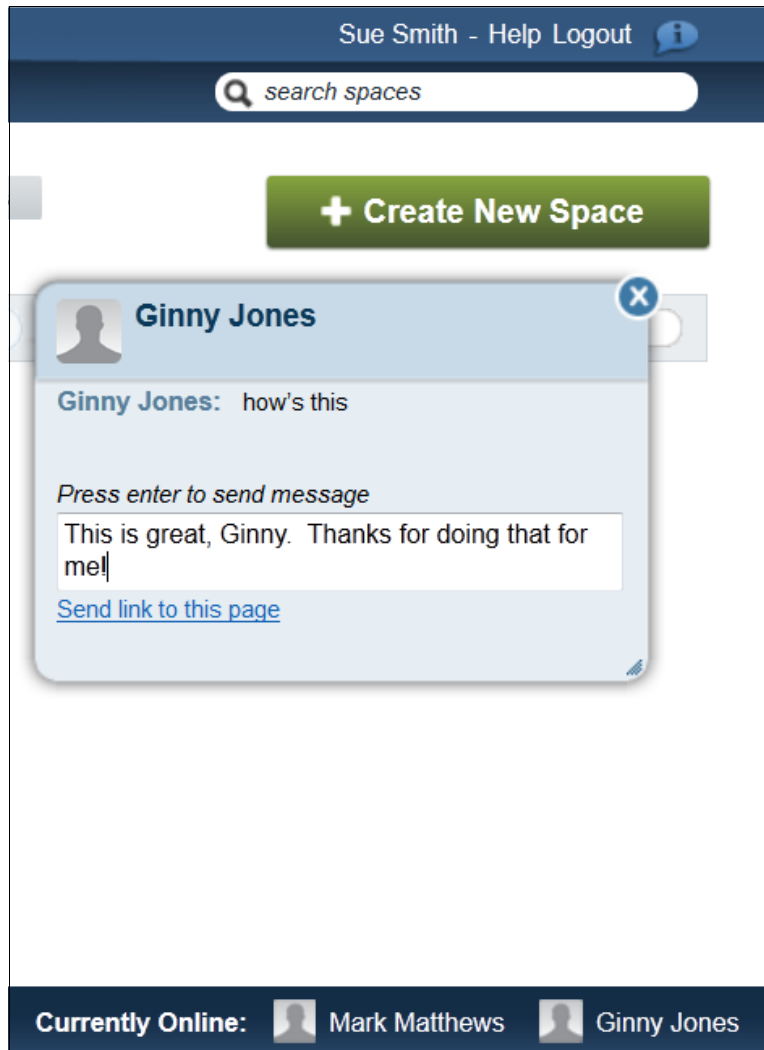 Sue Smith - Help Logout
search spaces
Create New Space
Ginny Jones
Ginny Jones: how's this
Press enter to send message
This is great, Ginny.  Thanks for doing that for
me!
Send link to this page
Currently Online: Mark Matthews Ginny Jones